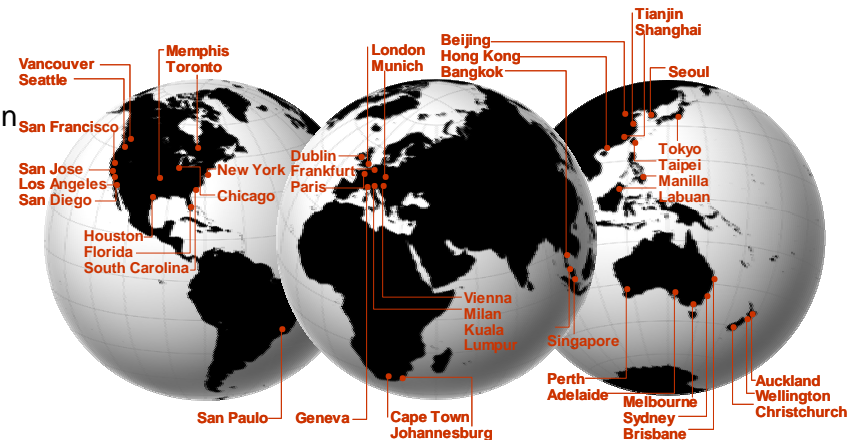 Vancouver
Seattle
n
San Francisco
San Jose
Los Angeles
San Diego
Memphis
Toronto
New York
Chicago
Houston
Florida
South Carolina
San Paulo
London
Munich
Dublin
Frankfurt
Paris
Vienna
Milan
Kuala
Lumpur
Geneva
Cape Town
Johannesburg
Beijing
Hong Kong
Bangkok
Tianjin
Shanghai
Seoul
Tokyo
Taipei
Manilla
Labuan
Singapore
Perth
Adelaide
Melbourne
Sydney
Brisbane
Auckland
Wellington
Christchurch